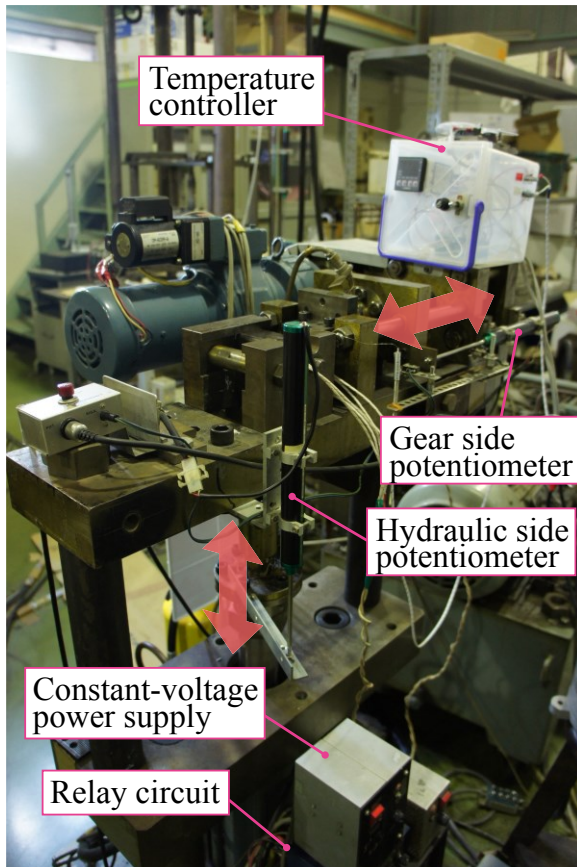 Temperature
controller
Gear side
potentiometer
Hydraulic side
potentiometer
Constant-voltage
power supply
Relay circuit